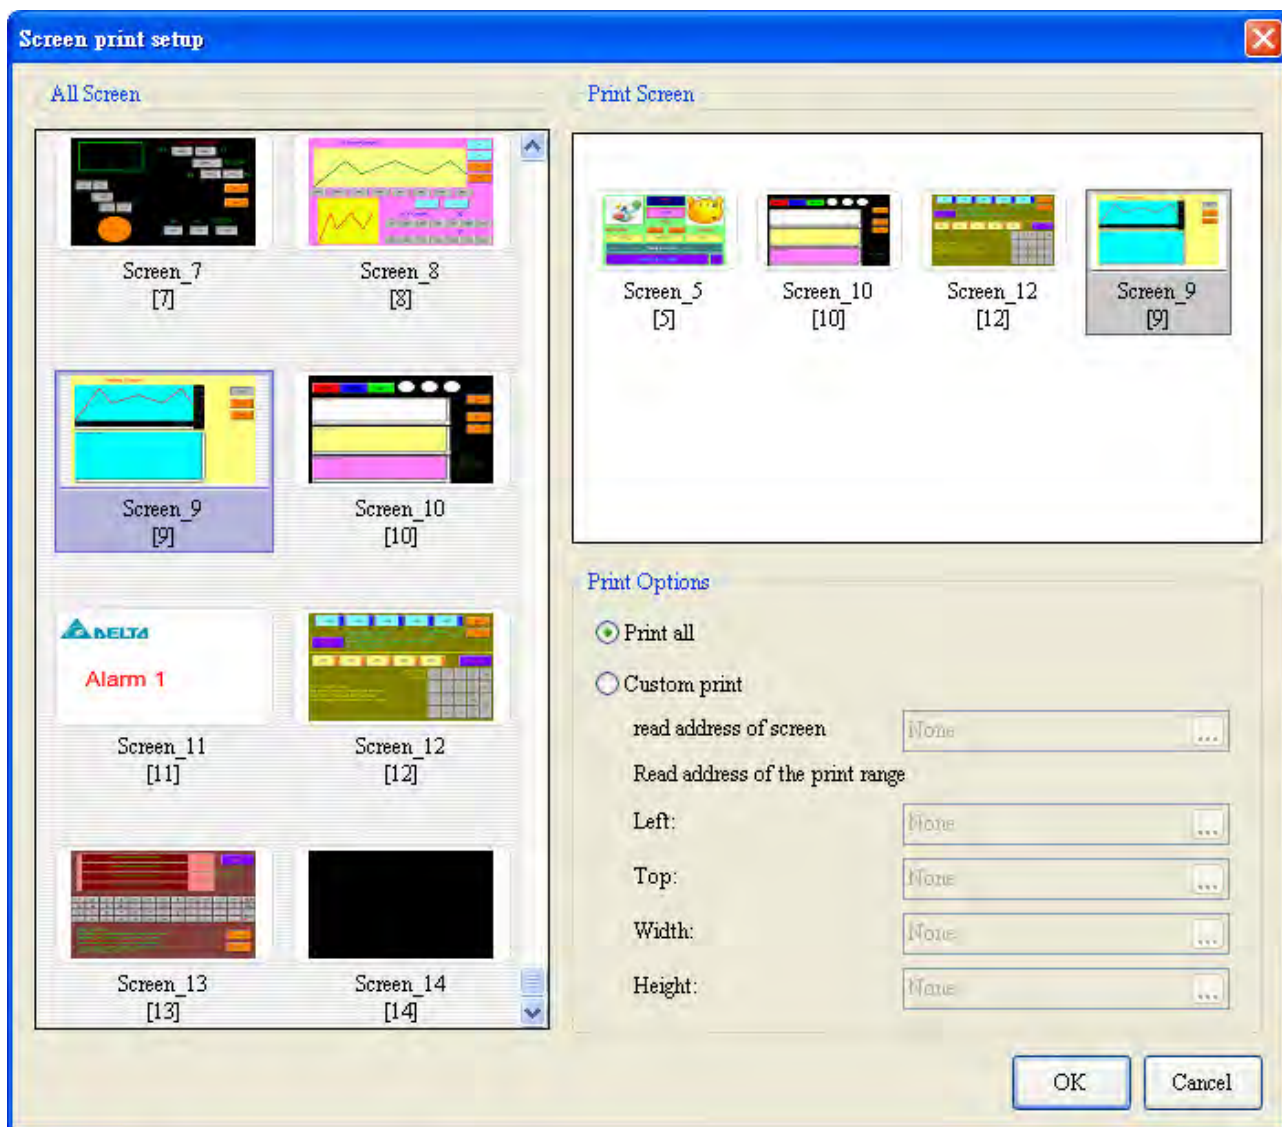 Screen print setup
All Screen
Screen_7
[7]
Screen_8
[8]
Screen_9
[9]
Screen_10
[10]
DELTA
Alarm 1
Screen_11
[11]
Screen_12
[12]
Screen_13
[13]
Screen_14
[14]
Print Screen
Screen_5
[5]
Screen_10
[10]
Screen_12
[12]
Screen_9
[9]
Print Options
Print all
Custom print
read address of screen
None
...
Read address of the print range
Left:
None
...
Top:
None
...
Width:
None
...
Height:
None
...
OK
Cancel